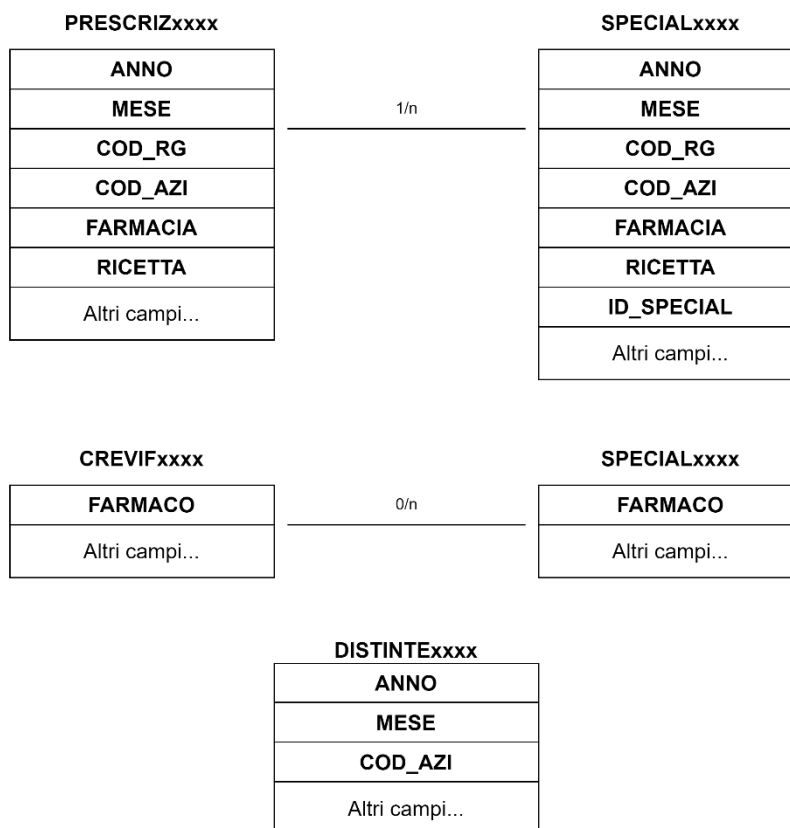 PRESCRIZxxxx
ANNO
MESE
COD_RG
COD_AZI
FARMACIA
RICETTA
Altri campi...
1/n
SPECIALxxxx
ANNO
MESE
COD_RG
COD_AZI
FARMACIA
RICETTA
ID_SPECIAL
Altri campi...
CREVIFxxxx
FARMACO
Altri campi...
0/n
SPECIALxxxx
FARMACO
Altri campi...
DISTINTExxxx
ANNO
MESE
COD_AZI
Altri campi...